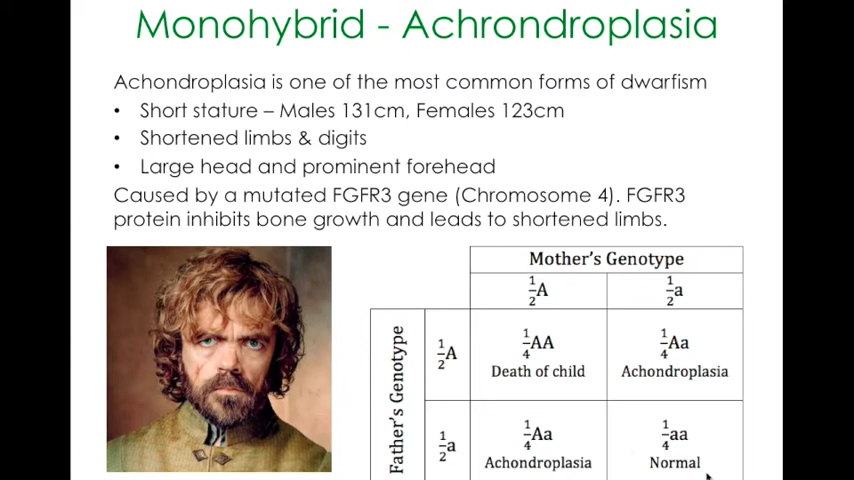 Monohybrid - Achrondroplasia
Achondroplasia is one of the most common forms of dwarfism
• Short stature – Males 131cm, Females 123cm
• Shortened limbs & digits
• Large head and prominent forehead
Caused by a mutated FGFR3 gene (Chromosome 4). FGFR3
protein inhibits bone growth and leads to shortened limbs.
Mother's Genotype
½A ½a
Father's Genotype
½A
¼AA ¼Aa
Death of child Achondroplasia
½a
¼Aa ¼aa
Achondroplasia Normal